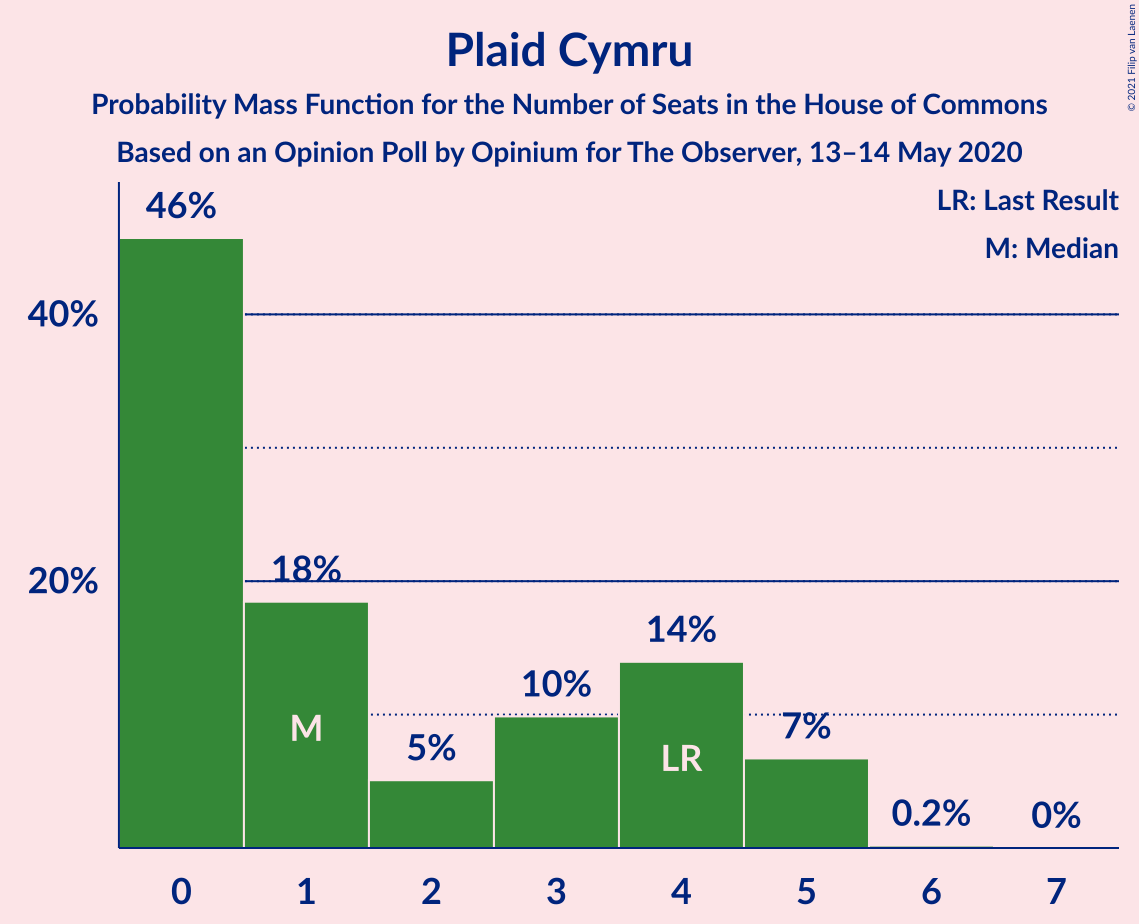 Plaid Cymru
Probability Mass Function for the Number of Seats in the House of Commons
Based on an Opinion Poll by Opinium for The Observer, 13–14 May 2020
© 2021 Filip van Laenen
LR: Last Result
M: Median
46%
40%
18%
20%
14%
10%
7%
5%
M
LR
0.2%
0%
0 1 2 3 4 5 6 7